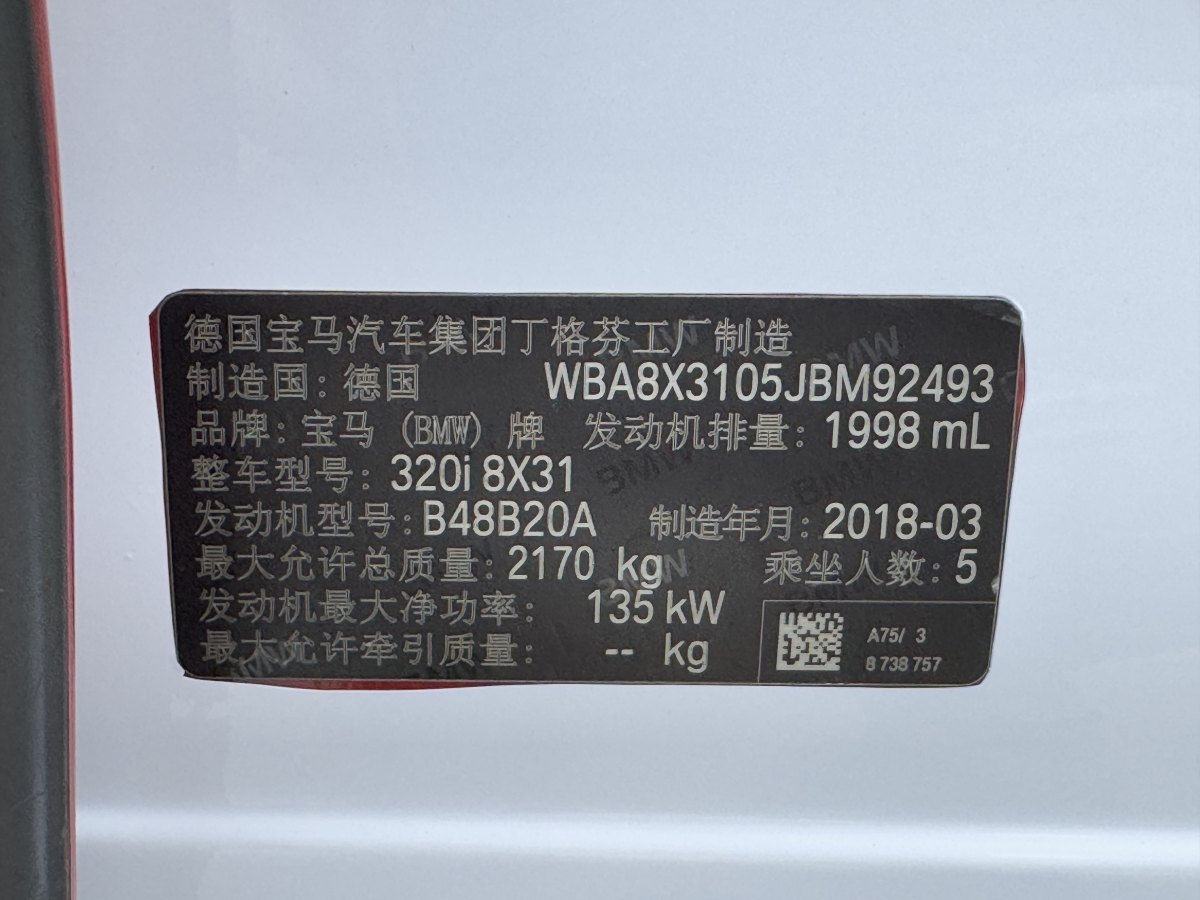 德国宝马汽车集团丁格芬工厂制造
制造国: 德国 WBA8X3105JBM92493
品牌: 宝马 (BMW) 牌 发动机排量: 1998 mL
整车型号: 320i 8X31
发动机型号: B48B20A 制造年月: 2018-03
最大允许总质量: 2170 kg 乘坐人数: 5
发动机最大净功率: 135 kW
最大允许牵引质量: -- kg
A75/ 3
8 738 757